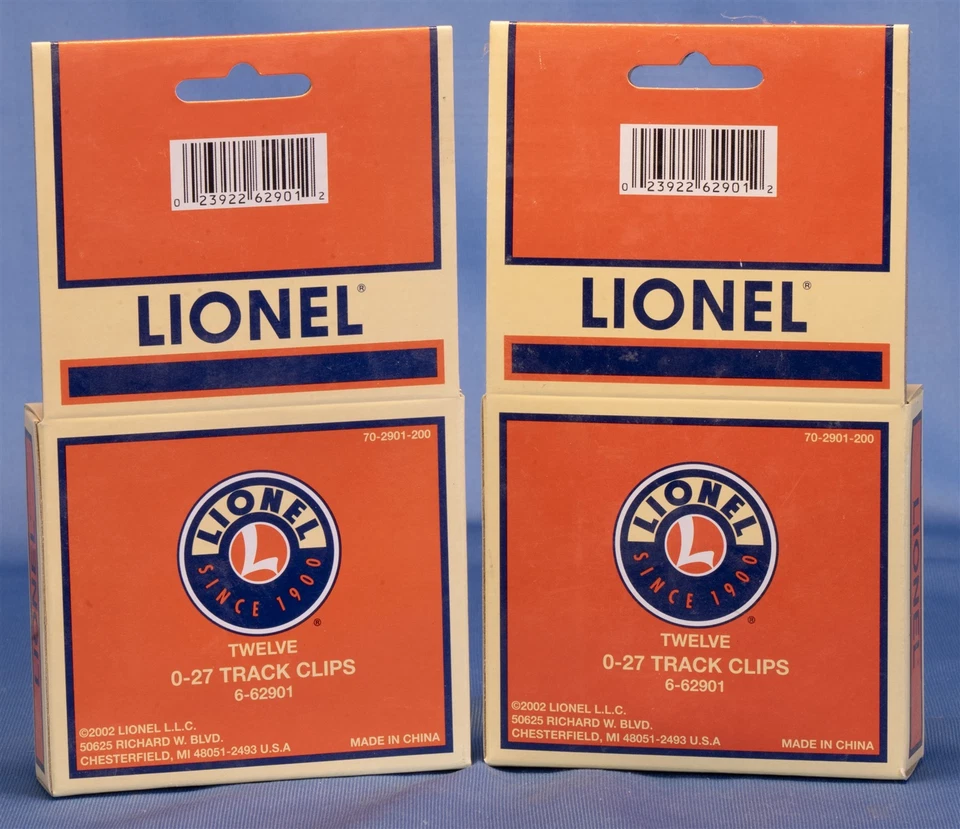 0 23922 62901 2
LIONEL®
70-2901-200
LIONEL
L
SINCE 1900
®
TWELVE
0-27 TRACK CLIPS
6-62901
©2002 LIONEL L.L.C.
50625 RICHARD W. BLVD.
CHESTERFIELD, MI 48051-2493 U.S.A
MADE IN CHINA
LIONEL
0 23922 62901 2
LIONEL®
70-2901-200
LIONEL
L
SINCE 1900
®
TWELVE
0-27 TRACK CLIPS
6-62901
©2002 LIONEL L.L.C.
50625 RICHARD W. BLVD.
CHESTERFIELD, MI 48051-2493 U.S.A
MADE IN CHINA
LIONEL